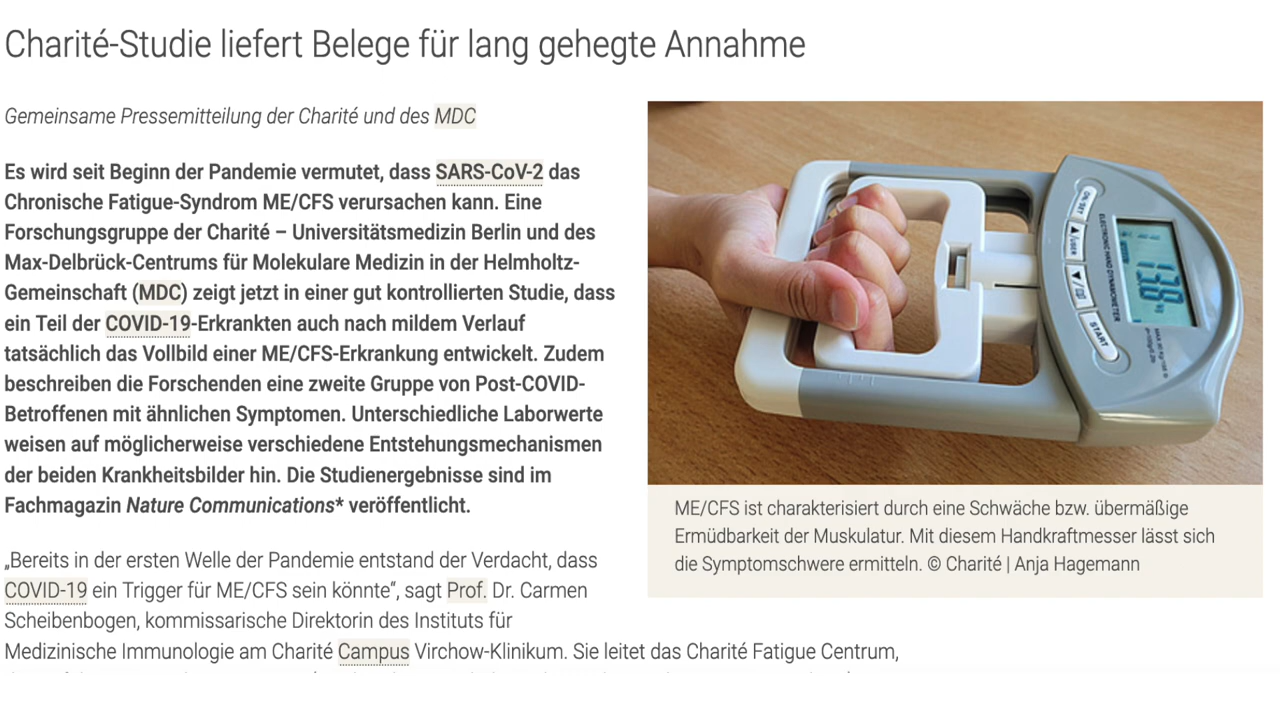 Charité-Studie liefert Belege für lang gehegte Annahme
Gemeinsame Pressemitteilung der Charité und des MDC
Es wird seit Beginn der Pandemie vermutet, dass SARS-CoV-2 das
Chronische Fatigue-Syndrom ME/CFS verursachen kann. Eine
Forschungsgruppe der Charité – Universitätsmedizin Berlin und des
Max-Delbrück-Centrums für Molekulare Medizin in der Helmholtz-
Gemeinschaft (MDC) zeigt jetzt in einer gut kontrollierten Studie, dass
ein Teil der COVID-19-Erkrankten auch nach mildem Verlauf
tatsächlich das Vollbild einer ME/CFS-Erkrankung entwickelt. Zudem
beschreiben die Forschenden eine zweite Gruppe von Post-COVID-
Betroffenen mit ähnlichen Symptomen. Unterschiedliche Laborwerte
weisen auf möglicherweise verschiedene Entstehungsmechanismen
der beiden Krankheitsbilder hin. Die Studienergebnisse sind im
Fachmagazin Nature Communications* veröffentlicht.
„Bereits in der ersten Welle der Pandemie entstand der Verdacht, dass
COVID-19 ein Trigger für ME/CFS sein könnte“, sagt Prof. Dr. Carmen
Scheibenbogen, kommissarische Direktorin des Instituts für
Medizinische Immunologie am Charité Campus Virchow-Klinikum. Sie leitet das Charité Fatigue Centrum,
ON/SET
▲/USER
▼/
START
ELECTRONIC HAND DYNAMOMETER
ME/CFS ist charakterisiert durch eine Schwäche bzw. übermäßige
Ermüdbarkeit der Muskulatur. Mit diesem Handkraftmesser lässt sich
die Symptomschwere ermitteln. © Charité | Anja Hagemann